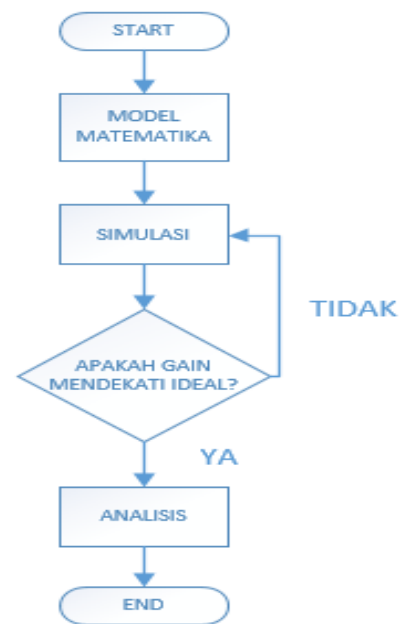 START
MODEL
MATEMATIKA
SIMULASI
TIDAK
APAKAH GAIN
MENDEKATI IDEAL?
YA
ANALISIS
END